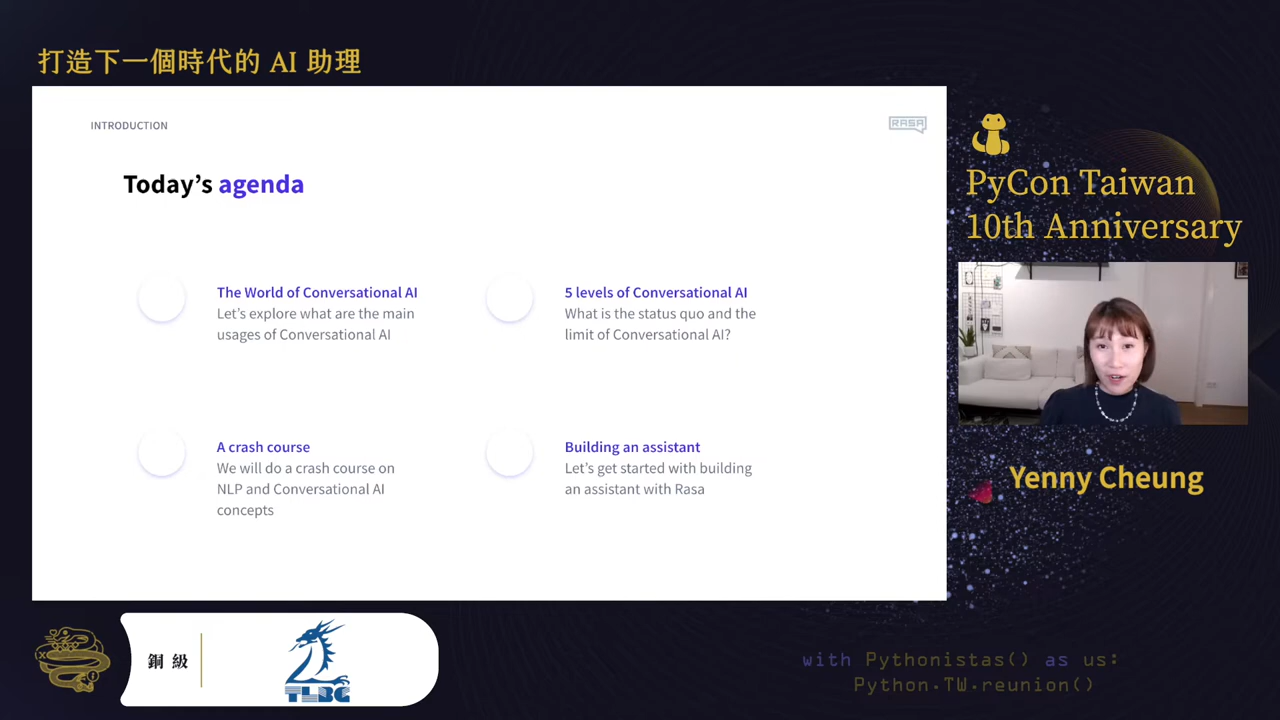 打造下一個時代的 AI 助理
INTRODUCTION
RASA
Today's agenda
The World of Conversational AI
Let's explore what are the main
usages of Conversational AI
5 levels of Conversational AI
What is the status quo and the
limit of Conversational AI?
A crash course
We will do a crash course on
NLP and Conversational AI
concepts
Building an assistant
Let's get started with building
an assistant with Rasa
PyCon Taiwan
10th Anniversary
Yenny Cheung
銅級
TLBG
with Pythonistas() as us:
Python.TW.reunion()